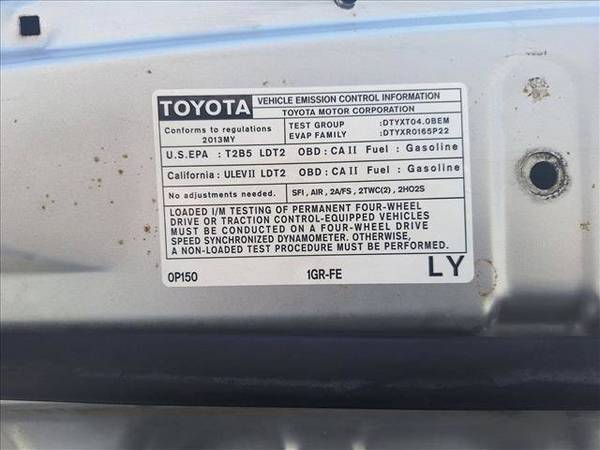 TOYOTA
VEHICLE EMISSION CONTROL INFORMATION
TOYOTA MOTOR CORPORATION
Conforms to regulations
2013MY
TEST GROUP :DTYXT04.0BEM
EVAP FAMILY :DTYXR0165P22
U.S.EPA : T2B5 LDT2 OBD : CA II Fuel : Gasoline
California : ULEVII LDT2 OBD : CA II Fuel : Gasoline
No adjustments needed.
SFI , AIR , 2A/FS , 2TWC(2) , 2HO2S
LOADED I/M TESTING OF PERMANENT FOUR-WHEEL
DRIVE OR TRACTION CONTROL-EQUIPPED VEHICLES
MUST BE CONDUCTED ON A FOUR-WHEEL DRIVE
SPEED SYNCHRONIZED DYNAMOMETER. OTHERWISE,
A NON-LOADED TEST PROCEDURE MUST BE PERFORMED.
0P150 1GR-FE LY